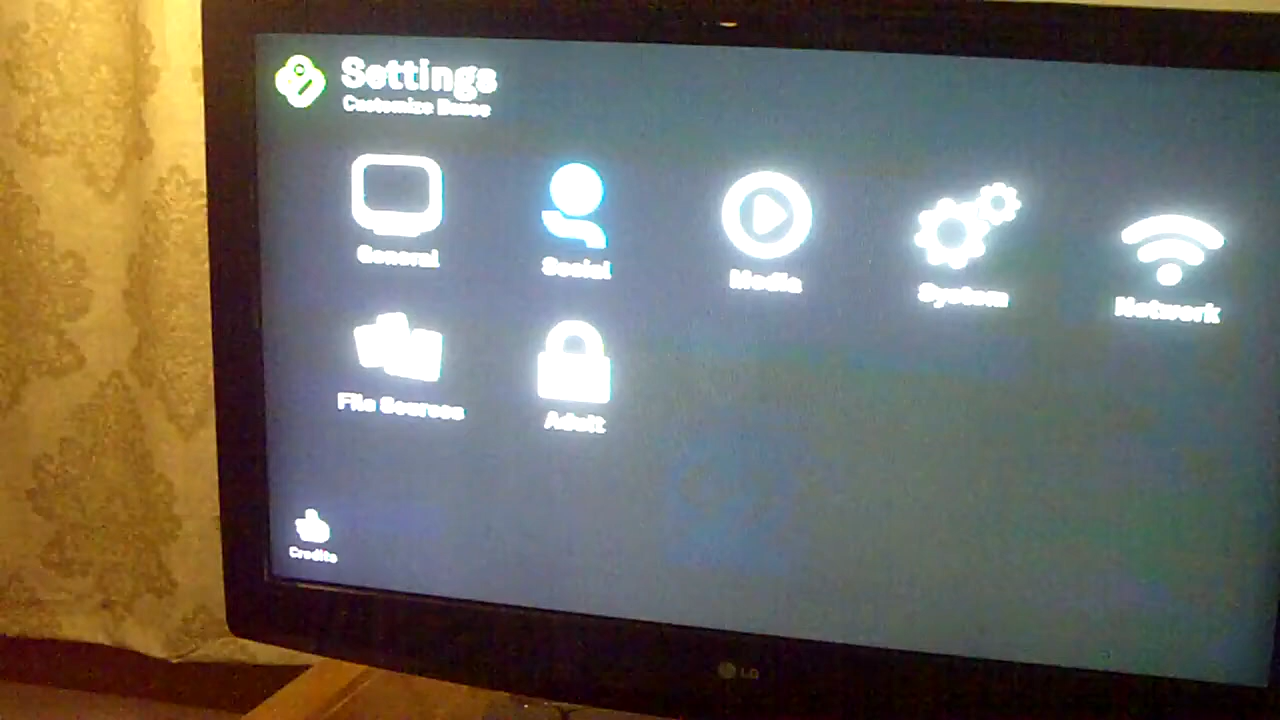 Settings
Customize Boxee
General
Social
Media
System
Network
File Sources
Adult
Credits
LG